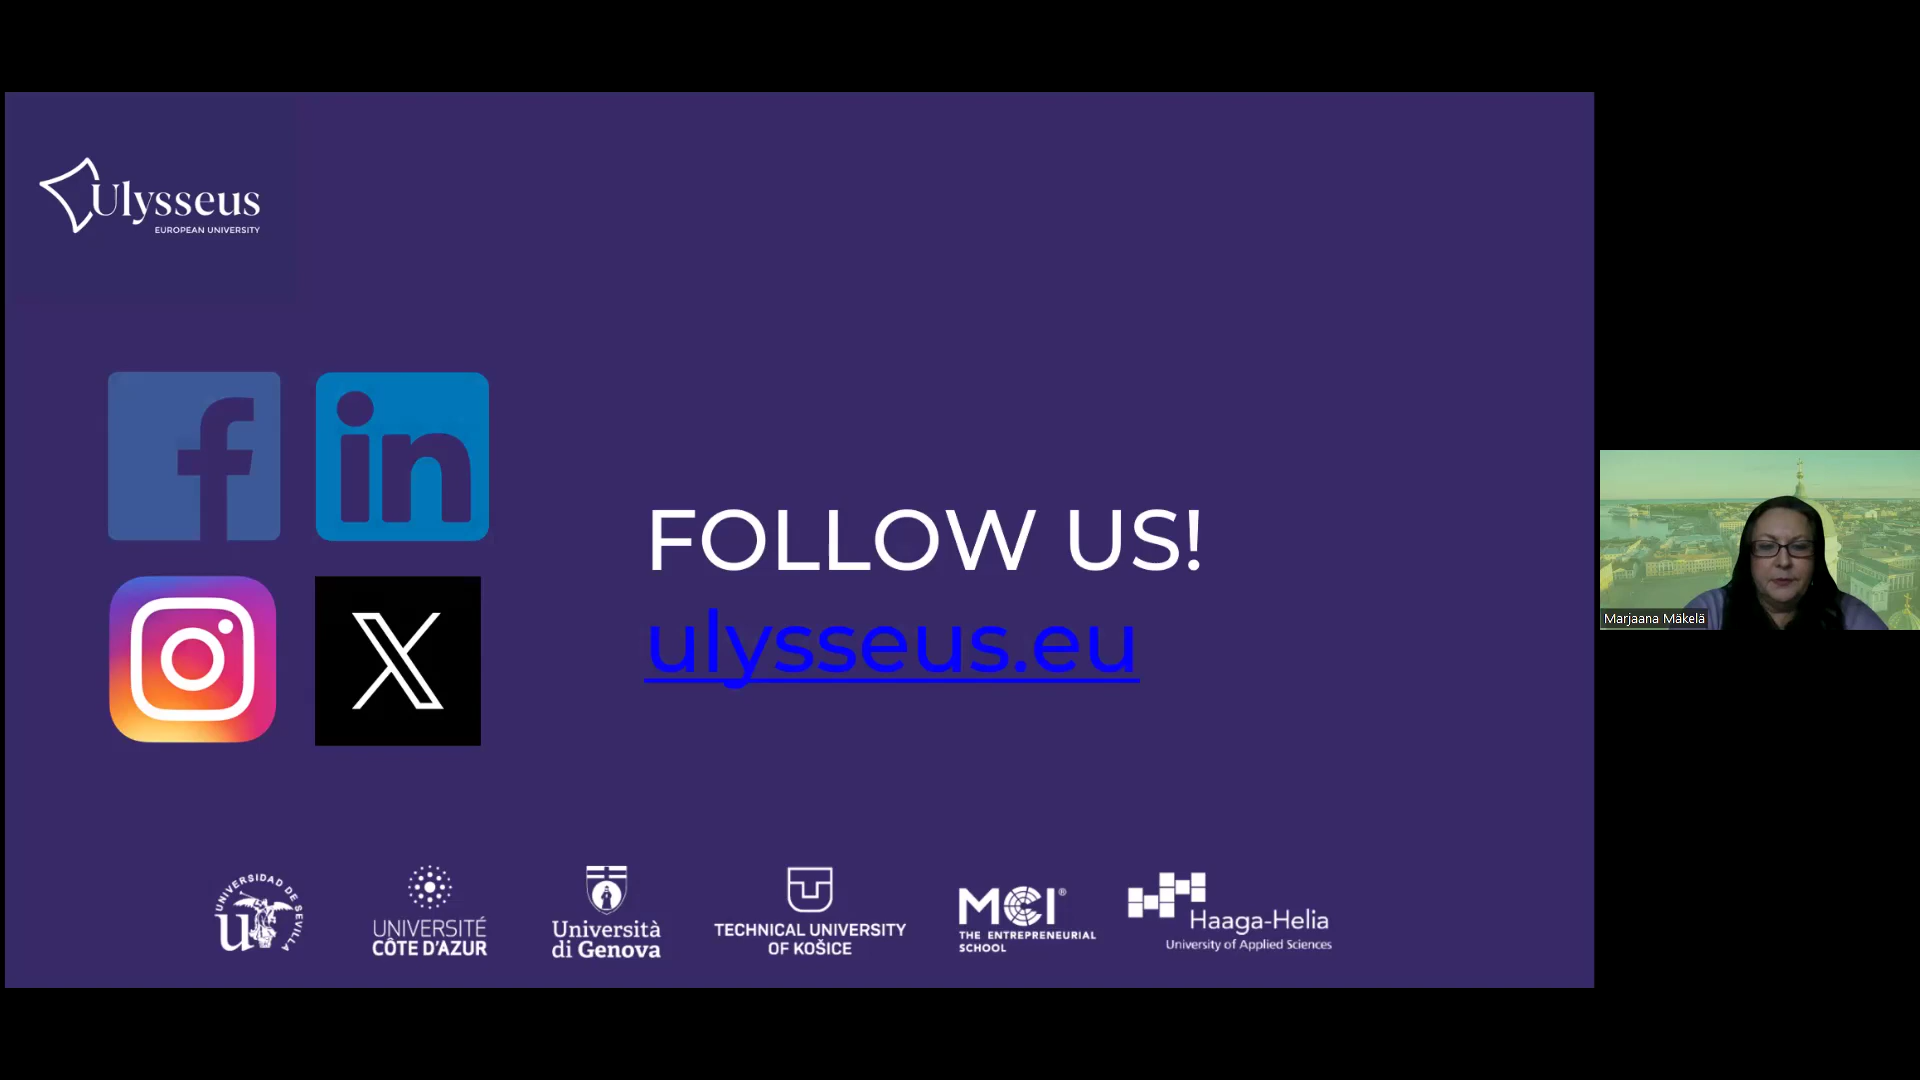 Ulysseus
EUROPEAN UNIVERSITY
FOLLOW US!
ulysseus.eu
Marjaana Mäkelä
UNIVERSIDAD DE SEVILLA
UNIVERSITÉ
CÔTE D'AZUR
Università
di Genova
TECHNICAL UNIVERSITY
OF KOŠICE
MCI®
THE ENTREPRENEURIAL
SCHOOL
Haaga-Helia
University of Applied Sciences